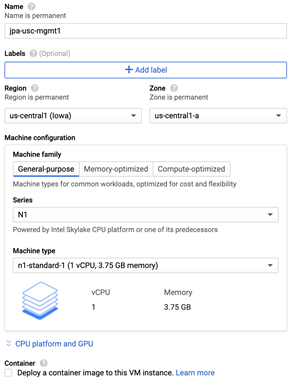 Name
Name is permanent
jpa-usc-mgmt1
Labels (Optional)
+ Add label
Region Zone
Region is permanent Zone is permanent
us-central1 (Iowa) us-central1-a
Machine configuration
Machine family
General-purpose Memory-optimized Compute-optimized
Machine types for common workloads, optimized for cost and flexibility
Series
N1
Powered by Intel Skylake CPU platform or one of its predecessors
Machine type
n1-standard-1 (1 vCPU, 3.75 GB memory)
vCPU Memory
1 3.75 GB
CPU platform and GPU
Container
Deploy a container image to this VM instance. Learn more